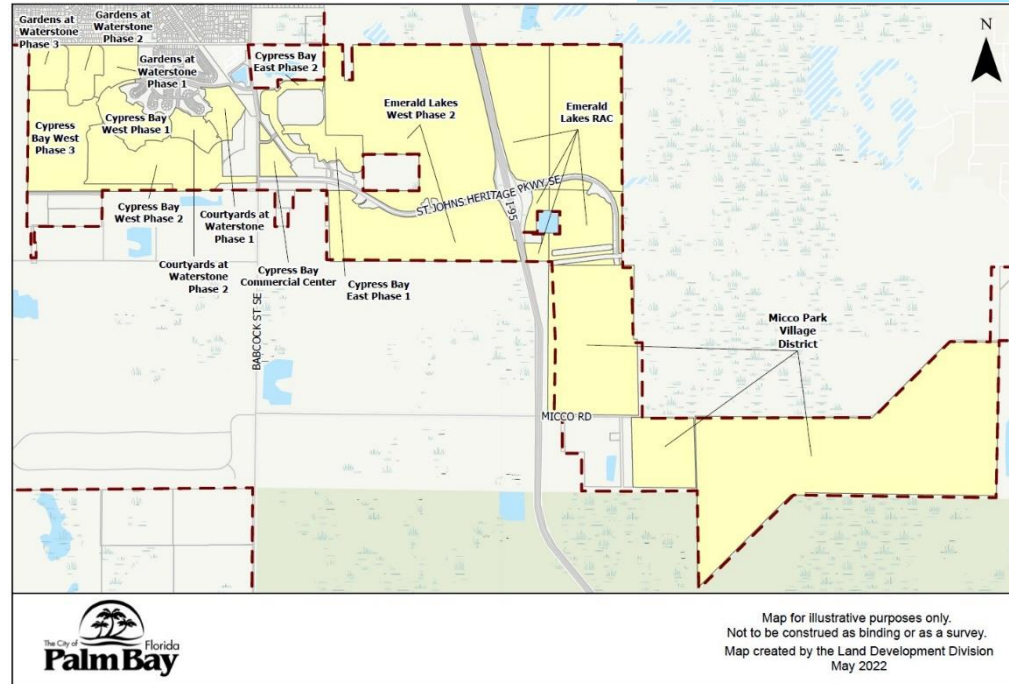 Gardens at
Waterstone
Phase 3
Gardens at
Waterstone
Phase 2
Gardens at
Waterstone
Phase 1
Cypress Bay
East Phase 2
N
Cypress
Bay West
Phase 3
Cypress Bay
West Phase 1
Emerald Lakes
West Phase 2
Emerald
Lakes RAC
ST JOHNS HERITAGE PKWY SE
I-95
Cypress Bay
West Phase 2
Courtyards at
Waterstone
Phase 1
Courtyards at
Waterstone
Phase 2
Cypress Bay
Commercial Center
Cypress Bay
East Phase 1
BABCOCK ST SE
Micco Park
Village
District
MICCO RD
The City of
Florida
Palm Bay
Map for illustrative purposes only.
Not to be construed as binding or as a survey.
Map created by the Land Development Division
May 2022